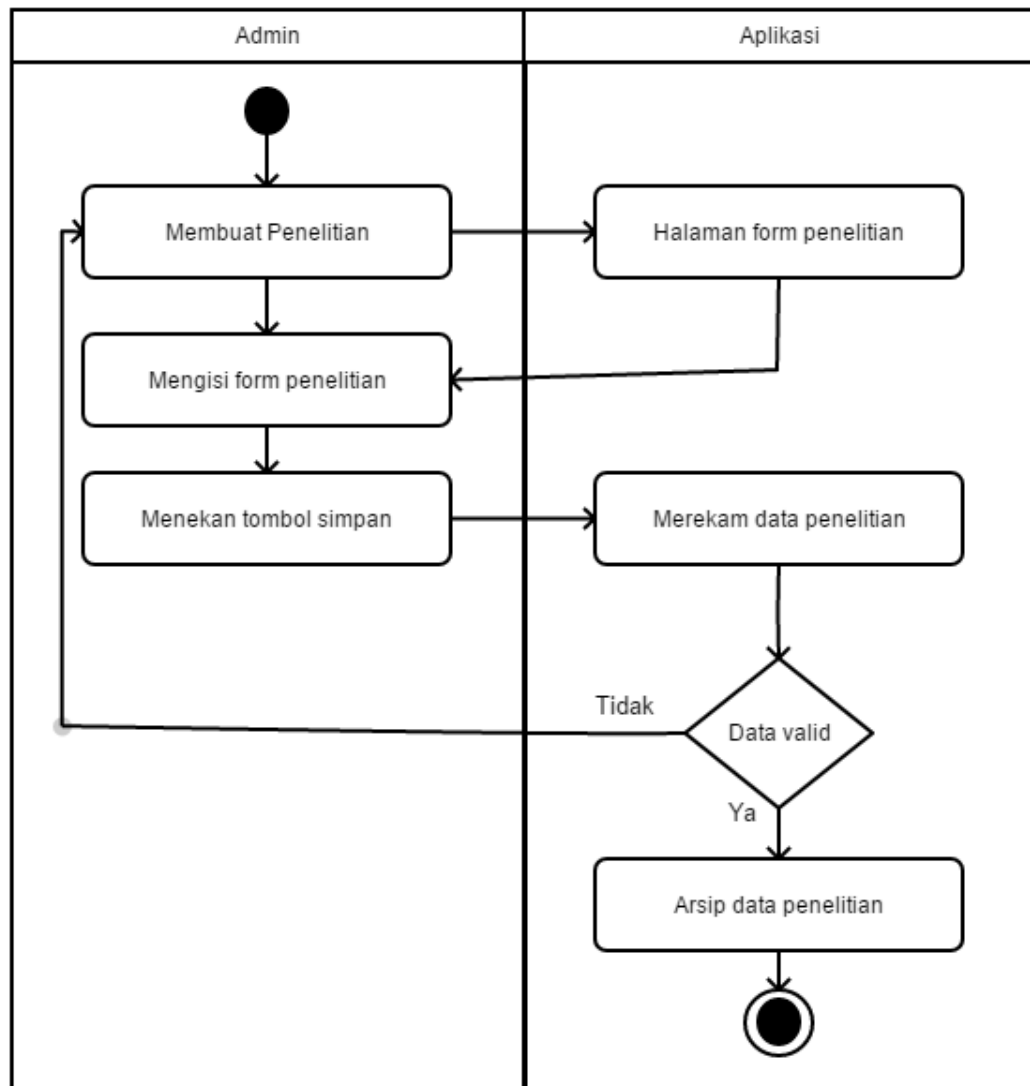 Admin
Aplikasi
Membuat Penelitian
Halaman form penelitian
Mengisi form penelitian
Menekan tombol simpan
Merekam data penelitian
Tidak
Data valid
Ya
Arsip data penelitian